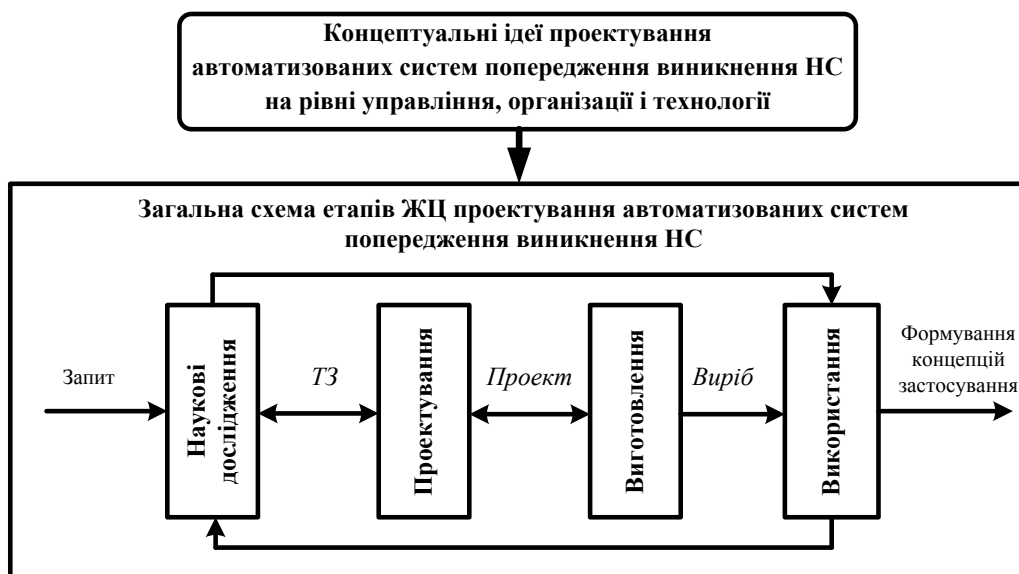 Концептуальні ідеї проектування
автоматизованих систем попередження виникнення НС
на рівні управління, організації і технології
Загальна схема етапів ЖЦ проектування автоматизованих систем
попередження виникнення НС
Запит
Наукові
дослідження
ТЗ
Проектування
Проект
Виготовлення
Виріб
Використання
Формування
концепцій
застосування